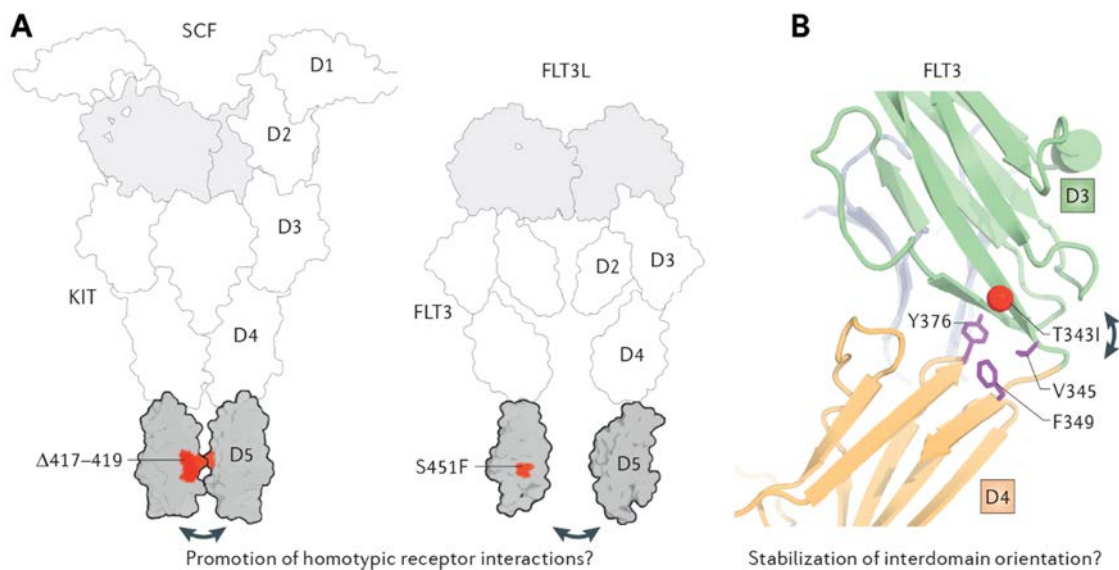 A
SCF
D1
D2
D3
KIT
D4
Δ417–419
D5
FLT3L
D2
D3
FLT3
D4
S451F
D5
Promotion of homotypic receptor interactions?
B
FLT3
D3
Y376
T343I
V345
F349
D4
Stabilization of interdomain orientation?